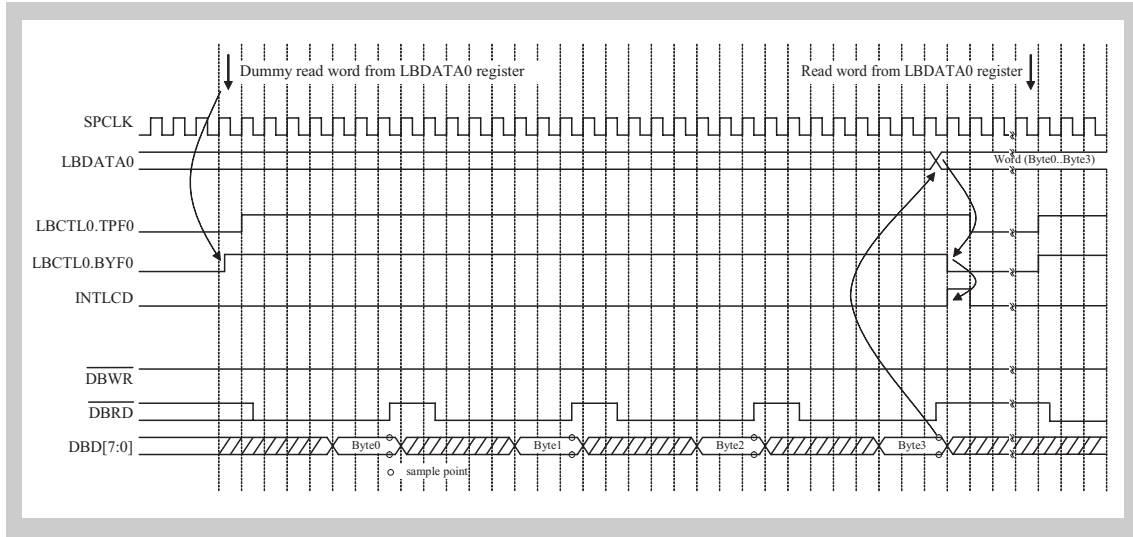 Dummy read word from LBDATA0 register
Read word from LBDATA0 register
SPCLK
LBDATA0
Word (Byte0..Byte3)
LBCTL0.TPF0
LBCTL0.BYF0
INTLCD
DBWR
DBRD
DBD[7:0]
Byte0
Byte1
Byte2
Byte3
sample point